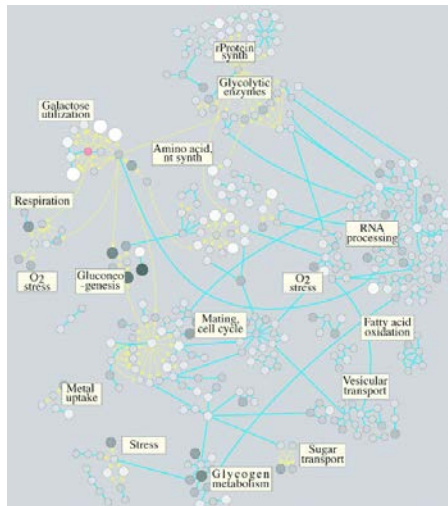 rProtein
synth
Glycolytic
enzymes
Galactose
utilization
Amino acid,
nt synth
Respiration
RNA
processing
O2
stress
Gluconeo
-genesis
O2
stress
Mating,
cell cycle
Fatty acid
oxidation
Metal
uptake
Vesicular
transport
Stress
Sugar
transport
Glycogen
metabolism